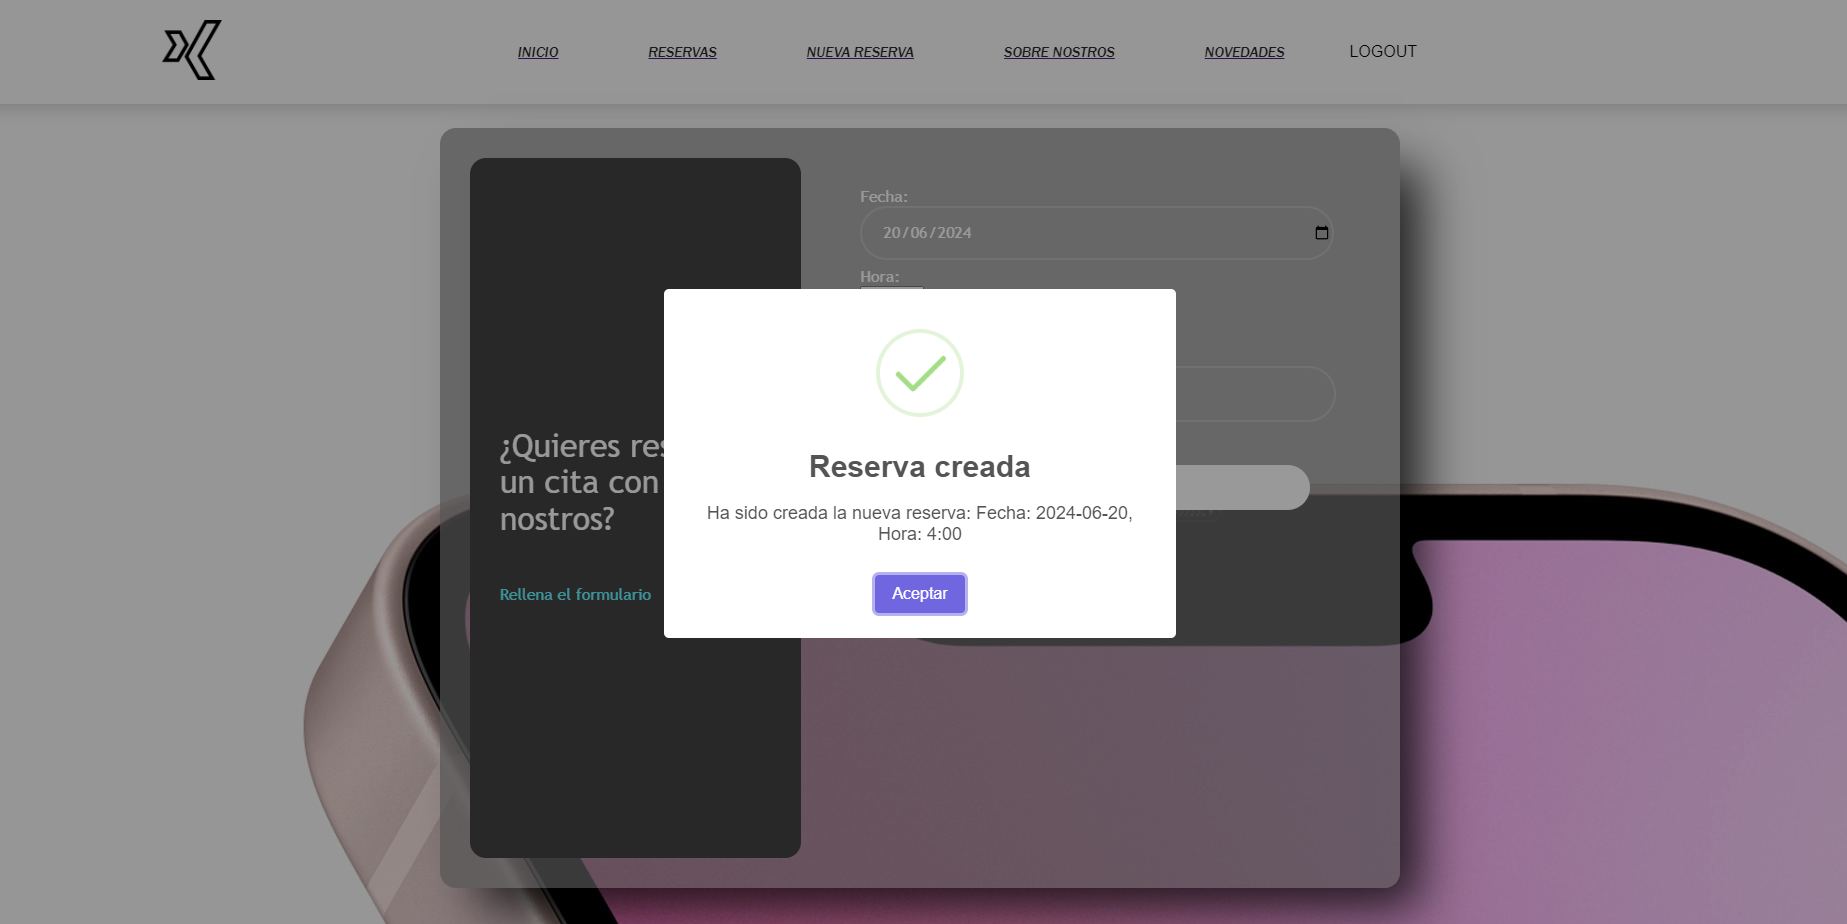 INICIO
RESERVAS
NUEVA RESERVA
SOBRE NOSTROS
NOVEDADES
LOGOUT
Fecha:
20/06/2024
Hora:
¿Quieres res
un cita con
nostros?
Rellena el formulario
Reserva creada
Ha sido creada la nueva reserva: Fecha: 2024-06-20,
Hora: 4:00
Aceptar